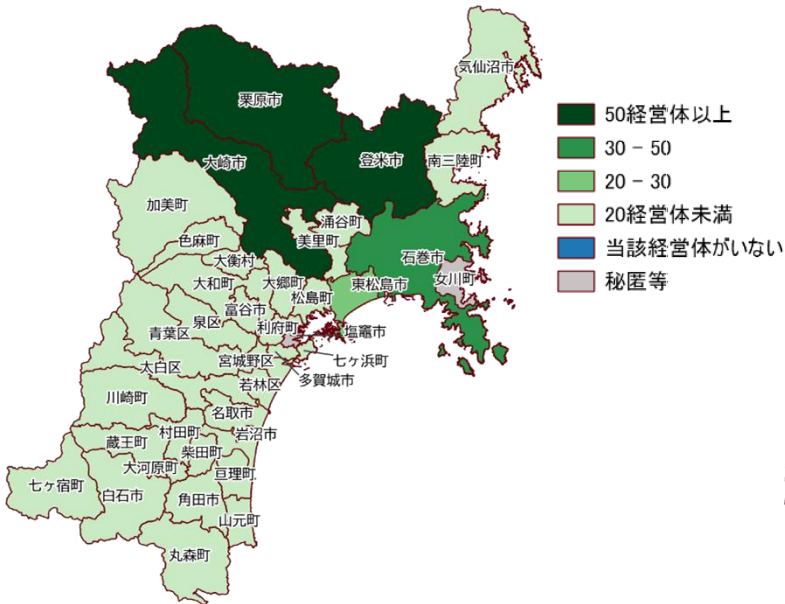 気仙沼市
栗原市
50経営体以上
30 - 50
20 - 30
20経営体未満
当該経営体がいない
秘匿等
大崎市
登米市
南三陸町
加美町
涌谷町
美里町
色麻町
石巻市
大衡村
女川町
大和町
大郷町
東松島市
松島町
富谷市
泉区
利府町
塩竈市
青葉区
宮城野区
七ヶ浜町
太白区
多賀城市
若林区
川崎町
名取市
村田町
岩沼市
蔵王町
柴田町
大河原町
亘理町
七ヶ宿町
白石市
角田市
山元町
丸森町